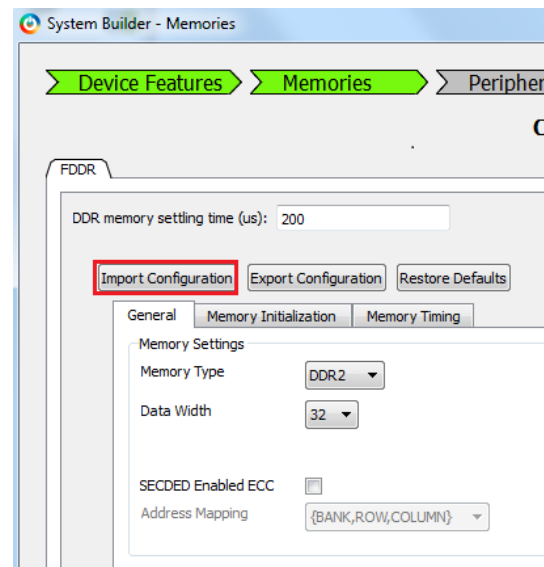 System Builder - Memories
Device Features Memories Peripher
C
FDDR
DDR memory settling time (us): 200
Import Configuration Export Configuration Restore Defaults
General Memory Initialization Memory Timing
Memory Settings
Memory Type DDR2
Data Width 32
SECDED Enabled ECC
Address Mapping {BANK,ROW,COLUMN}